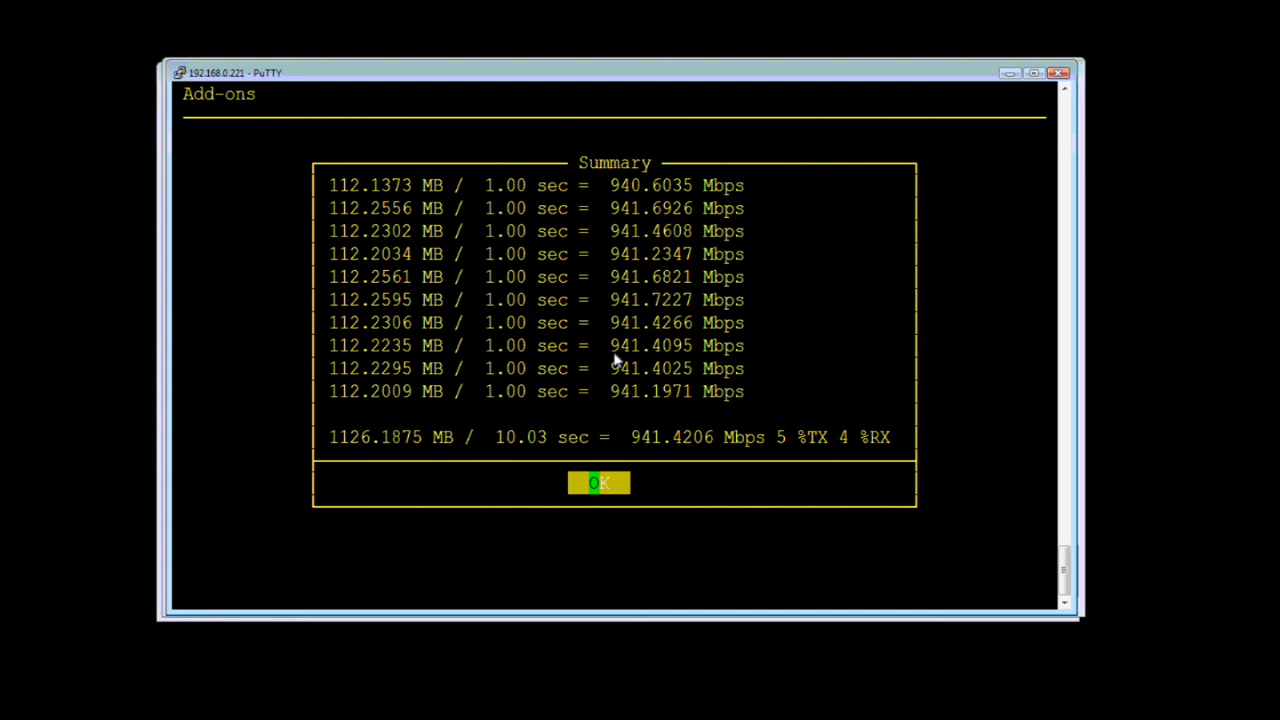 192.168.0.221 - PuTTY
Add-ons
Summary
112.1373 MB / 1.00 sec = 940.6035 Mbps
112.2556 MB / 1.00 sec = 941.6926 Mbps
112.2302 MB / 1.00 sec = 941.4608 Mbps
112.2034 MB / 1.00 sec = 941.2347 Mbps
112.2561 MB / 1.00 sec = 941.6821 Mbps
112.2595 MB / 1.00 sec = 941.7227 Mbps
112.2306 MB / 1.00 sec = 941.4266 Mbps
112.2235 MB / 1.00 sec = 941.4095 Mbps
112.2295 MB / 1.00 sec = 941.4025 Mbps
112.2009 MB / 1.00 sec = 941.1971 Mbps
1126.1875 MB / 10.03 sec = 941.4206 Mbps 5 %TX 4 %RX
OK